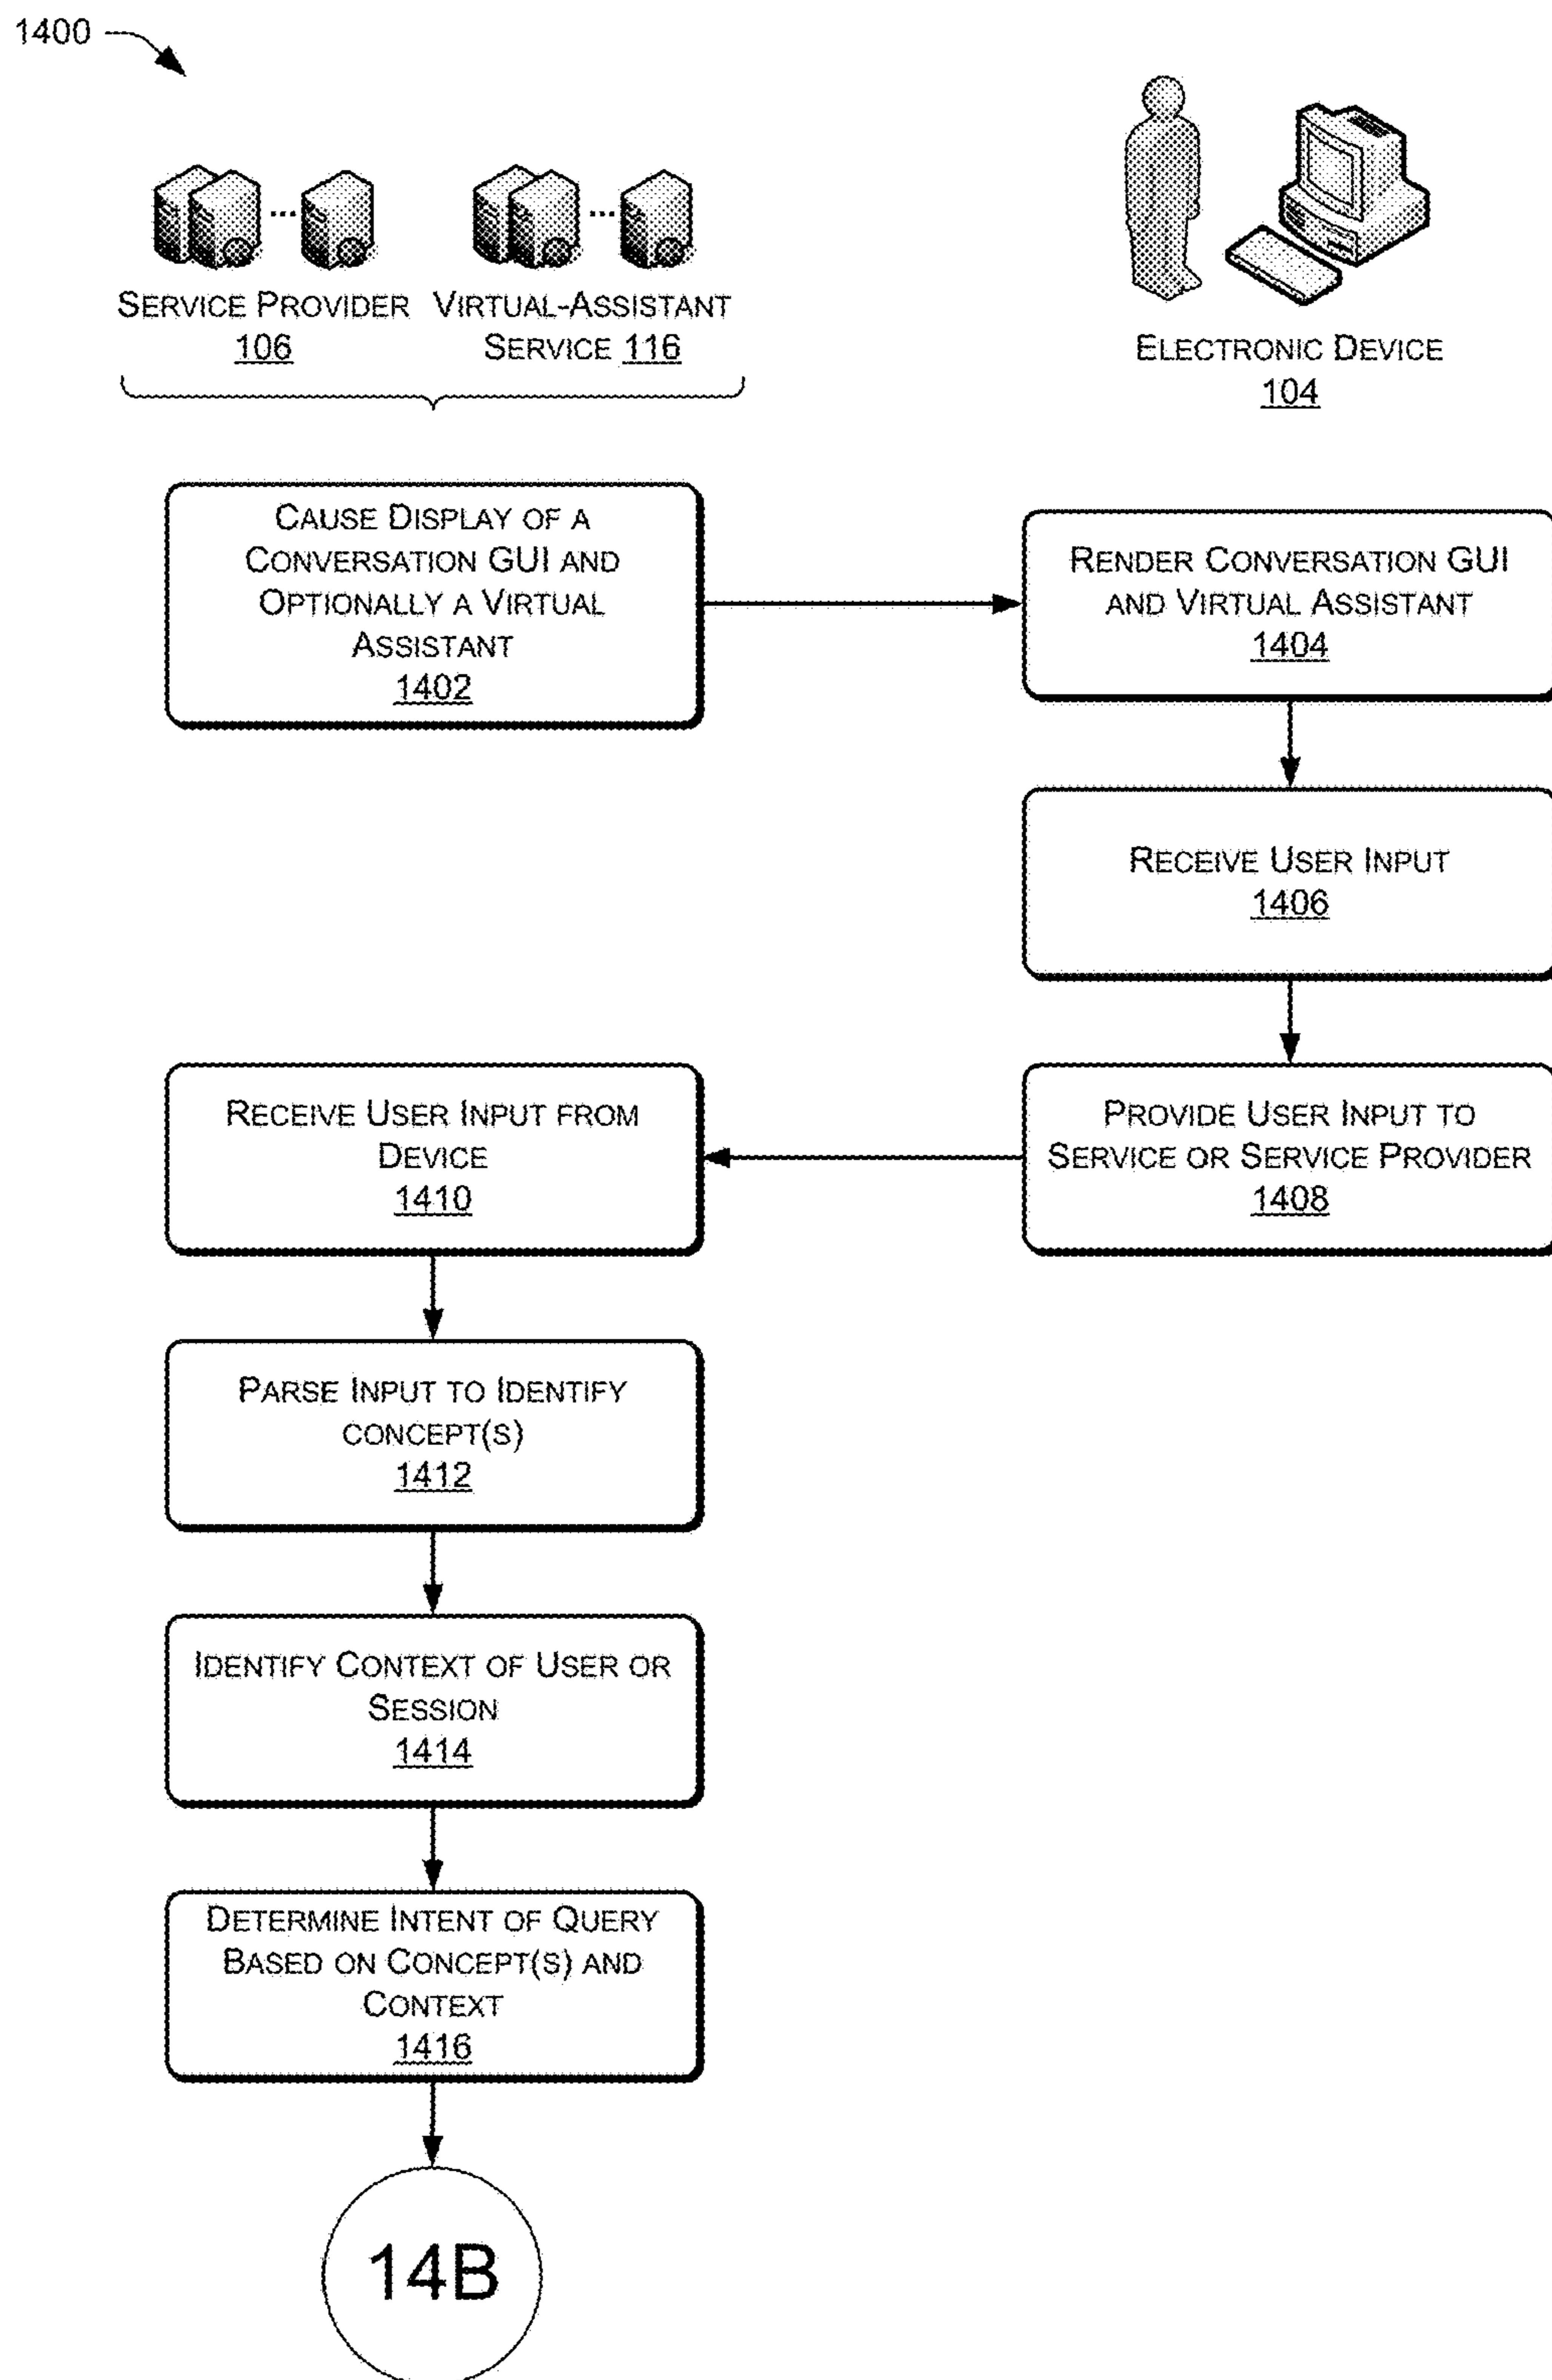 1400
SERVICE PROVIDER
106
VIRTUAL-ASSISTANT
SERVICE 116
ELECTRONIC DEVICE
104
CAUSE DISPLAY OF A
CONVERSATION GUI AND
OPTIONALLY A VIRTUAL
ASSISTANT
1402
RENDER CONVERSATION GUI
AND VIRTUAL ASSISTANT
1404
RECEIVE USER INPUT
1406
PROVIDE USER INPUT TO
SERVICE OR SERVICE PROVIDER
1408
RECEIVE USER INPUT FROM
DEVICE
1410
PARSE INPUT TO IDENTIFY
CONCEPT(S)
1412
IDENTIFY CONTEXT OF USER OR
SESSION
1414
DETERMINE INTENT OF QUERY
BASED ON CONCEPT(S) AND
CONTEXT
1416
14B